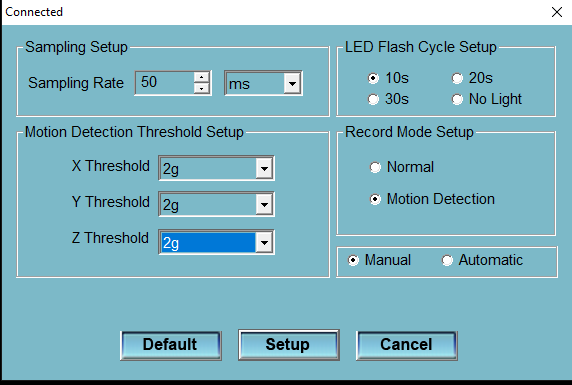 Connected
Sampling Setup
Sampling Rate 50 ms
LED Flash Cycle Setup
10s 20s
30s No Light
Motion Detection Threshold Setup
X Threshold 2g
Y Threshold 2g
Z Threshold 2g
Record Mode Setup
Normal
Motion Detection
Manual Automatic
Default Setup Cancel